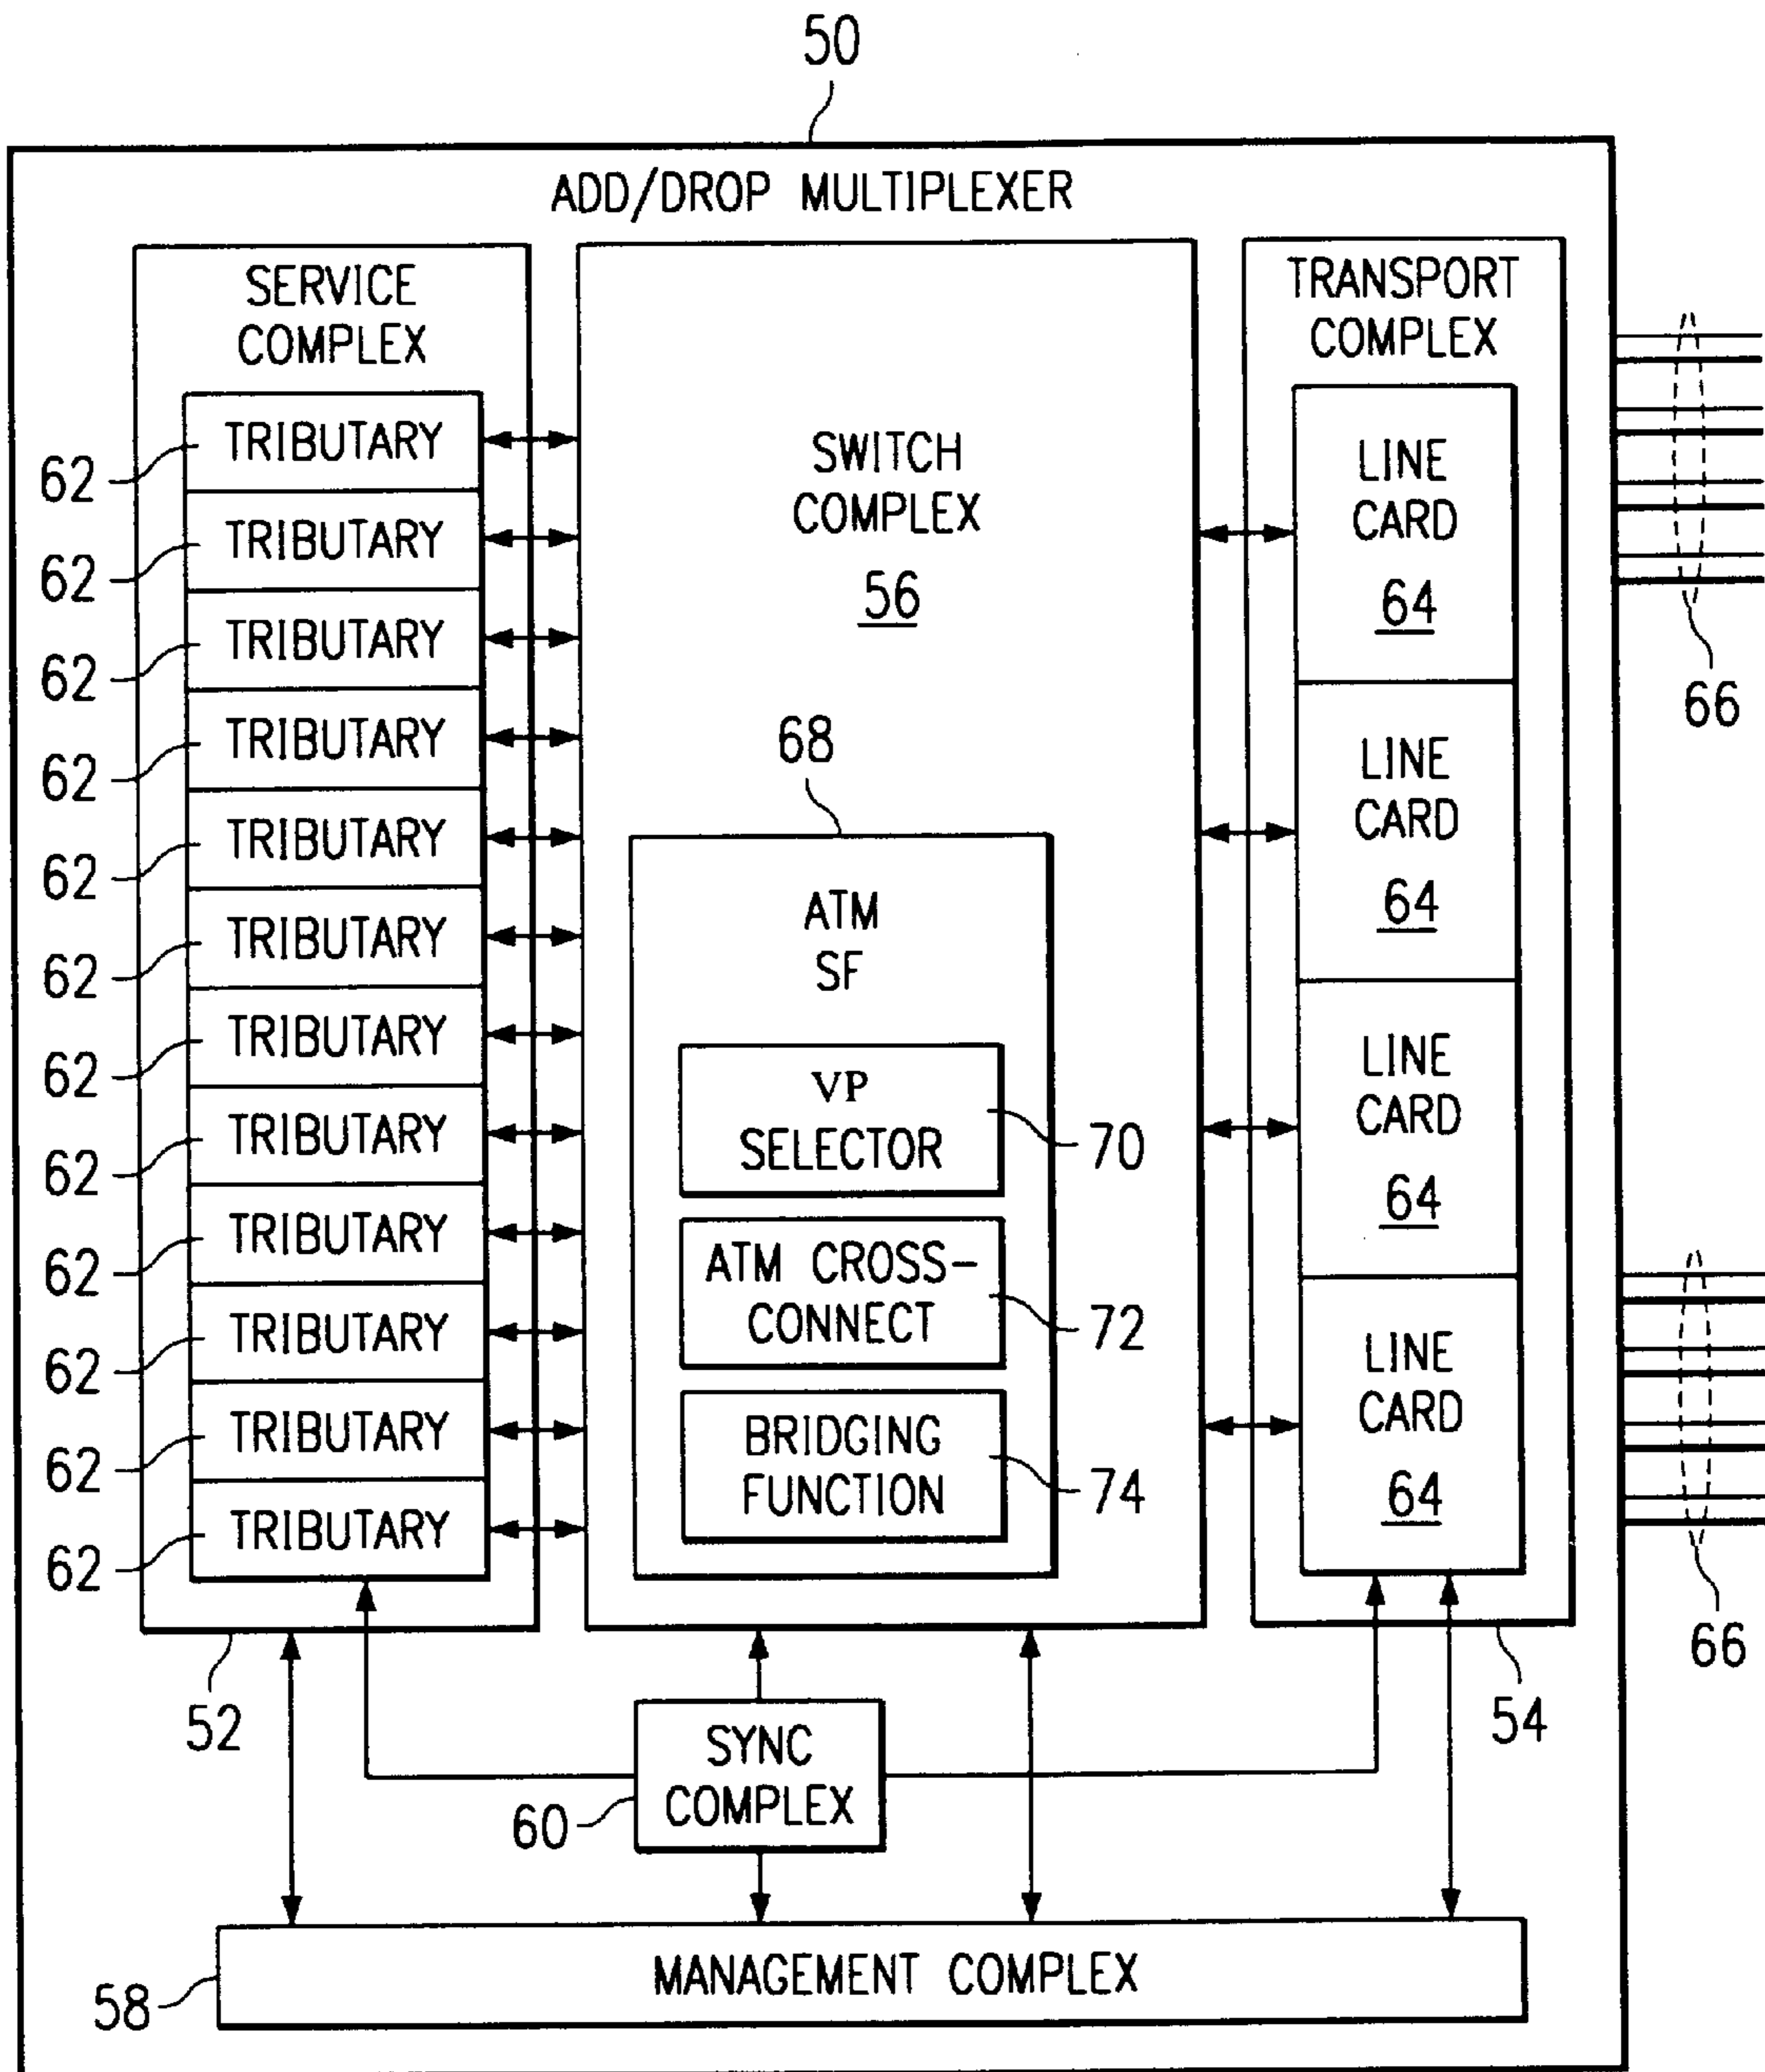 50
ADD/DROP MULTIPLEXER
SERVICE
COMPLEX
TRIBUTARY
62
TRIBUTARY
62
TRIBUTARY
62
TRIBUTARY
62
TRIBUTARY
62
TRIBUTARY
62
TRIBUTARY
62
TRIBUTARY
62
TRIBUTARY
62
TRIBUTARY
62
TRIBUTARY
62
TRIBUTARY
62
52
SWITCH
COMPLEX
56
68
ATM
SF
VP
SELECTOR
70
ATM CROSS-
CONNECT
72
BRIDGING
FUNCTION
74
TRANSPORT
COMPLEX
LINE
CARD
64
LINE
CARD
64
LINE
CARD
64
LINE
CARD
64
54
66
66
SYNC
COMPLEX
60
MANAGEMENT COMPLEX
58